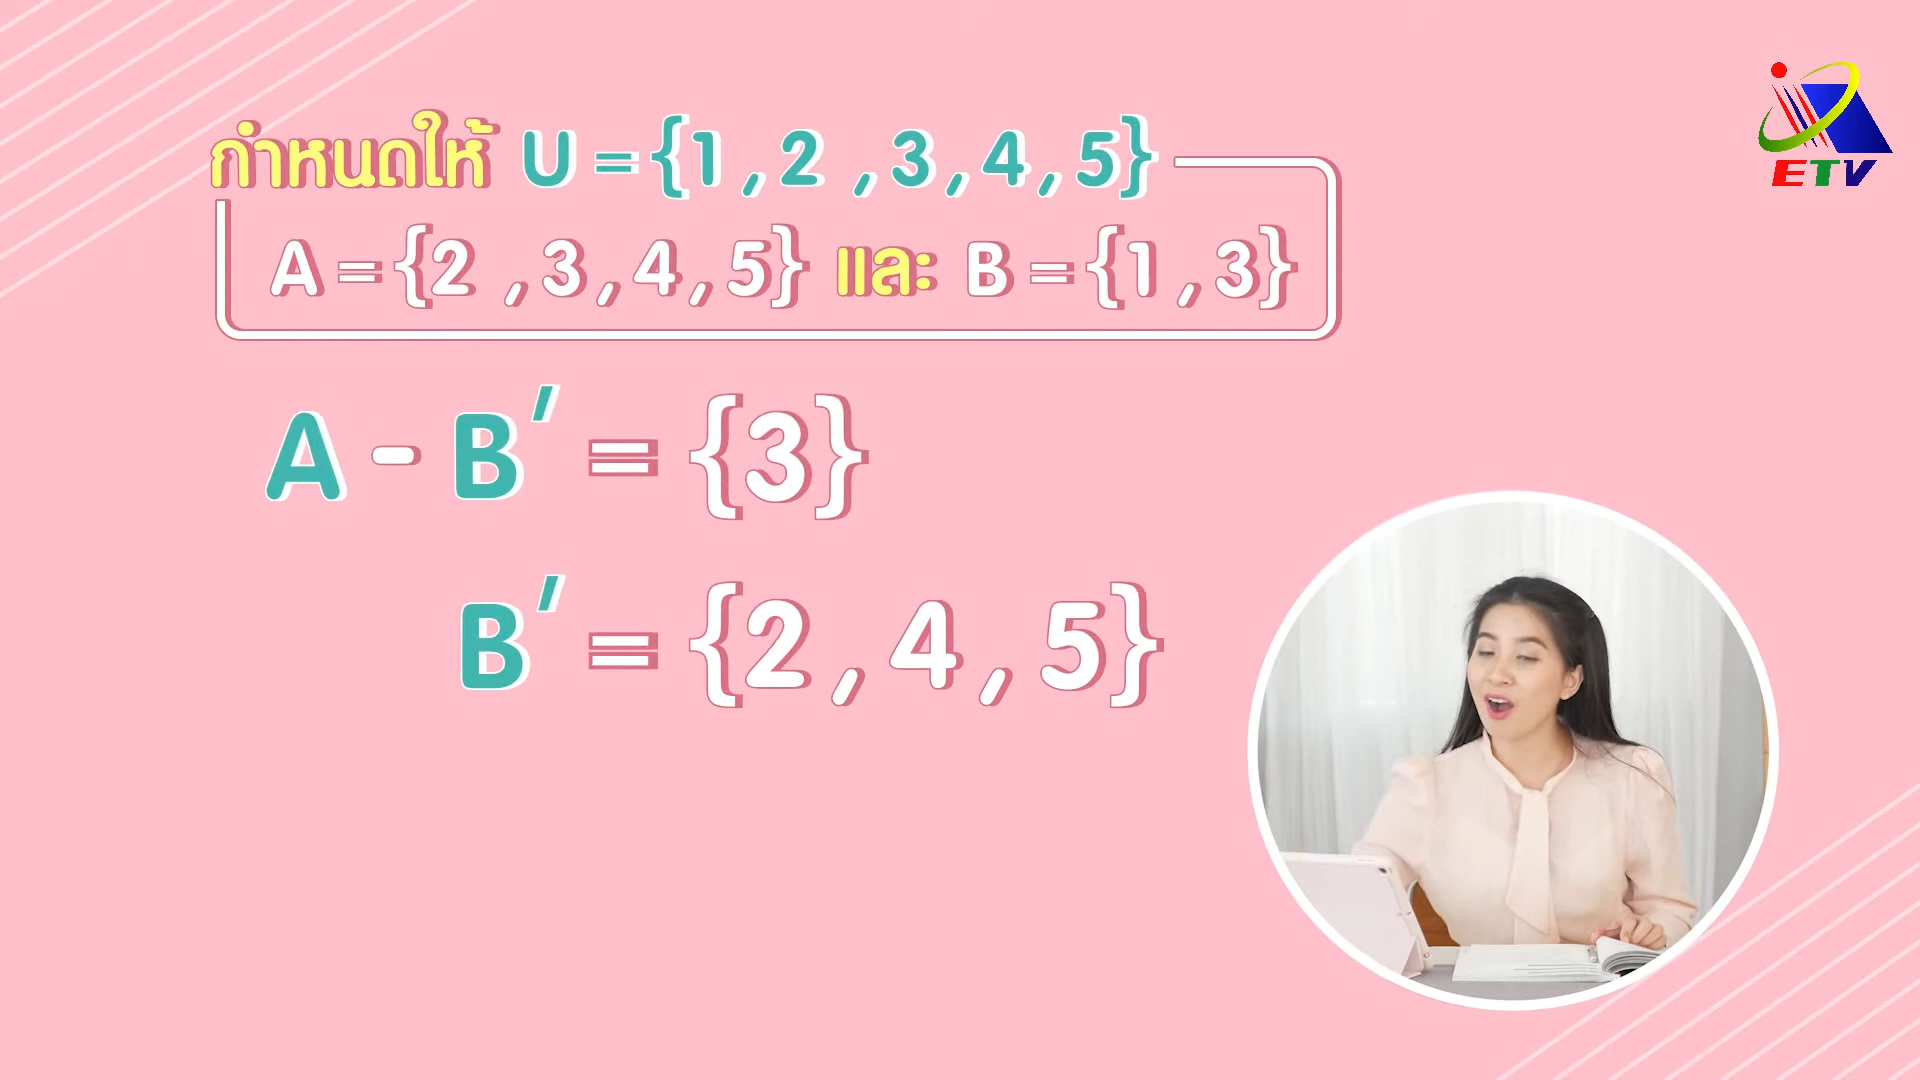 กำหนดให้ U = {1 , 2 , 3 , 4 , 5}
A = {2 , 3 , 4 , 5} และ B = {1 , 3}
A - B′ = {3}
B′ = {2 , 4 , 5}
ETV